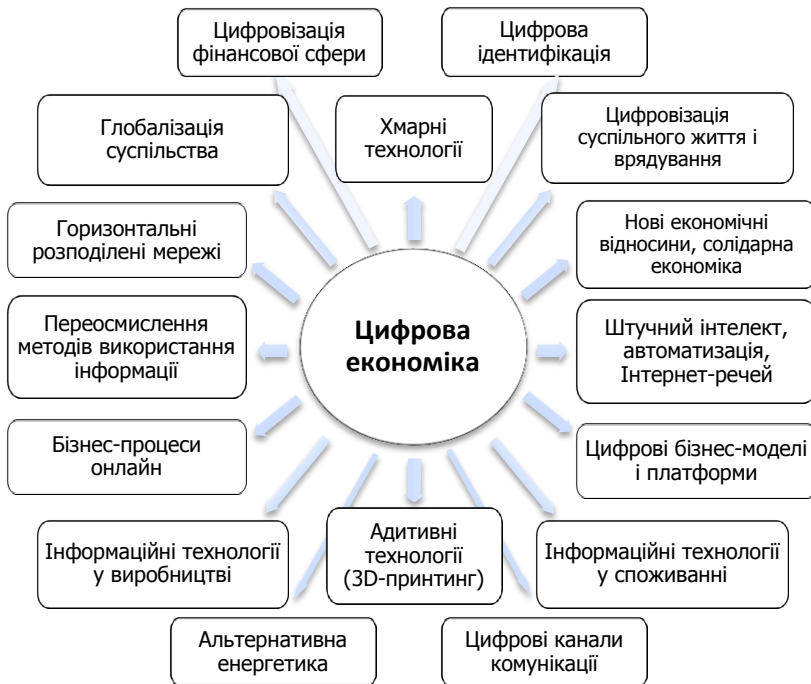 Цифровізація
фінансової сфери
Цифрова
ідентифікація
Глобалізація
суспільства
Хмарні
технології
Цифровізація
суспільного життя і
врядування
Горизонтальні
розподілені мережі
Нові економічні
відносини, солідарна
економіка
Переосмислення
методів використання
інформації
Цифрова
економіка
Штучний інтелект,
автоматизація,
Інтернет-речей
Бізнес-процеси
онлайн
Цифрові бізнес-моделі
і платформи
Інформаційні технології
у виробництві
Адитивні
технології
(3D-принтинг)
Інформаційні технології
у споживанні
Альтернативна
енергетика
Цифрові канали
комунікації